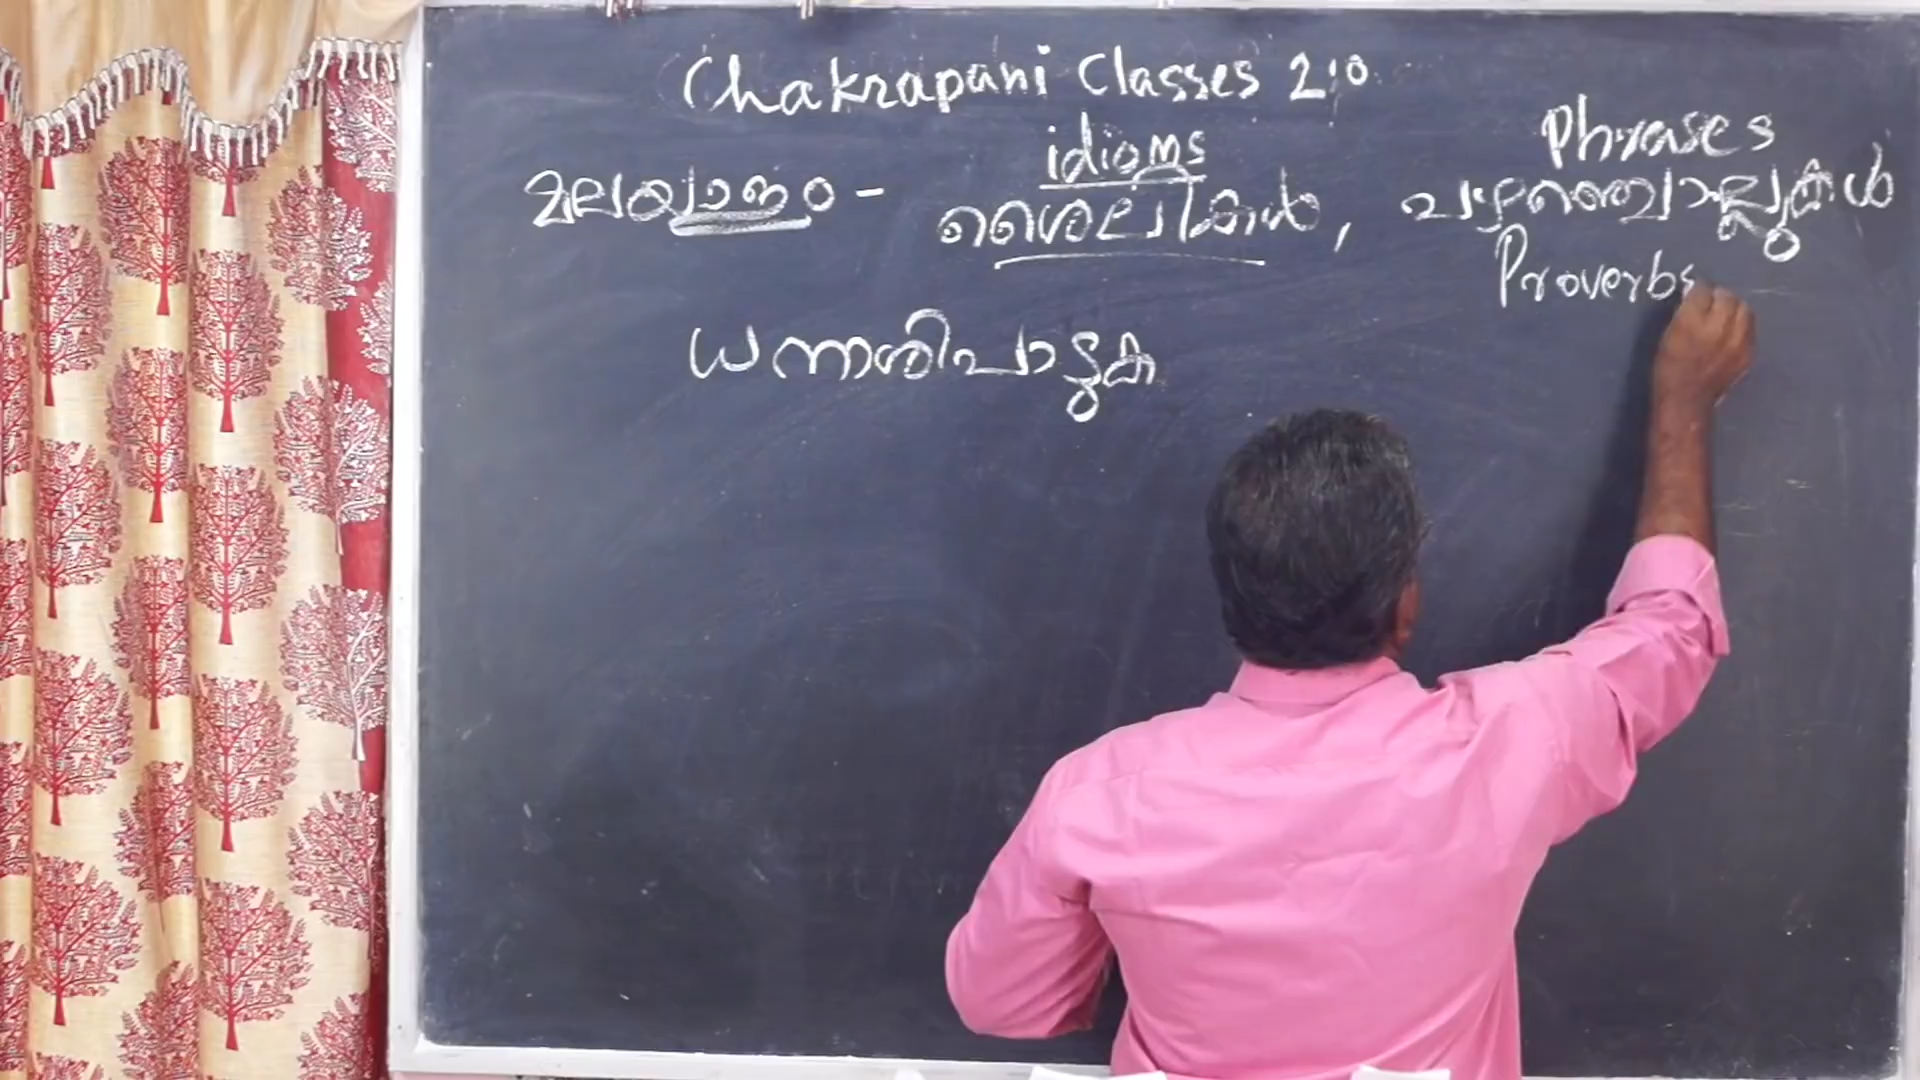 Chakrapani Classes 2.0
idioms
Phrases
മലയാളം - ശൈലികൾ, പഴഞ്ചൊല്ലുകൾ
Proverbs
ധന്നാശിപാടുക